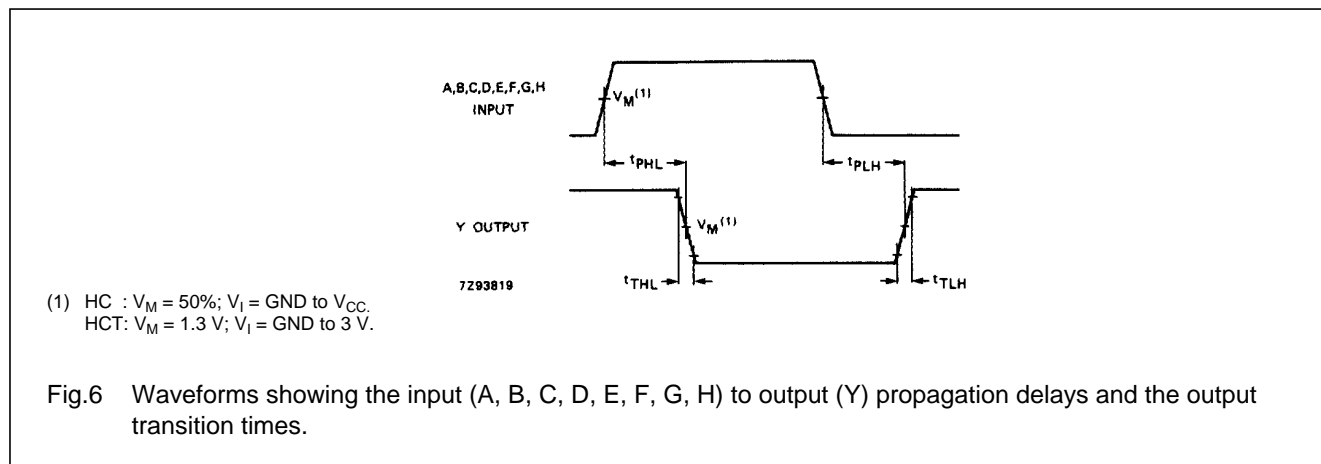 A,B,C,D,E,F,G,H
INPUT
VM(1)
tPHL
tPLH
Y OUTPUT
VM(1)
tTHL
tTLH
7Z93819
(1) HC : VM = 50%; VI = GND to VCC.
HCT: VM = 1.3 V; VI = GND to 3 V.
Fig.6 Waveforms showing the input (A, B, C, D, E, F, G, H) to output (Y) propagation delays and the output
transition times.